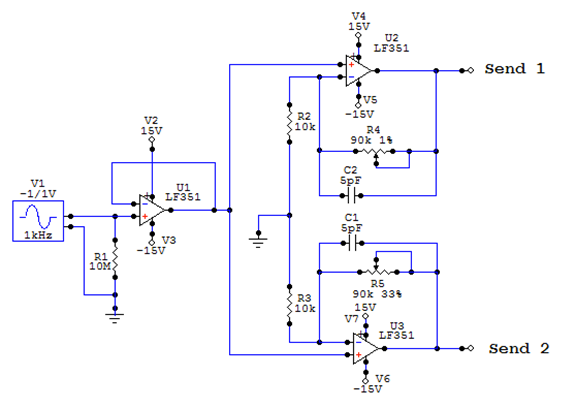 V4
15V
U2
LF351
Send 1
V5
-15V
R2
10k
R4
90k 1%
C2
5pF
V2
15V
U1
LF351
V1
-1/1V
1kHz
V3
-15V
R1
10M
C1
5pF
R5
90k 33%
R3
10k
15V
V7
U3
LF351
Send 2
V6
-15V